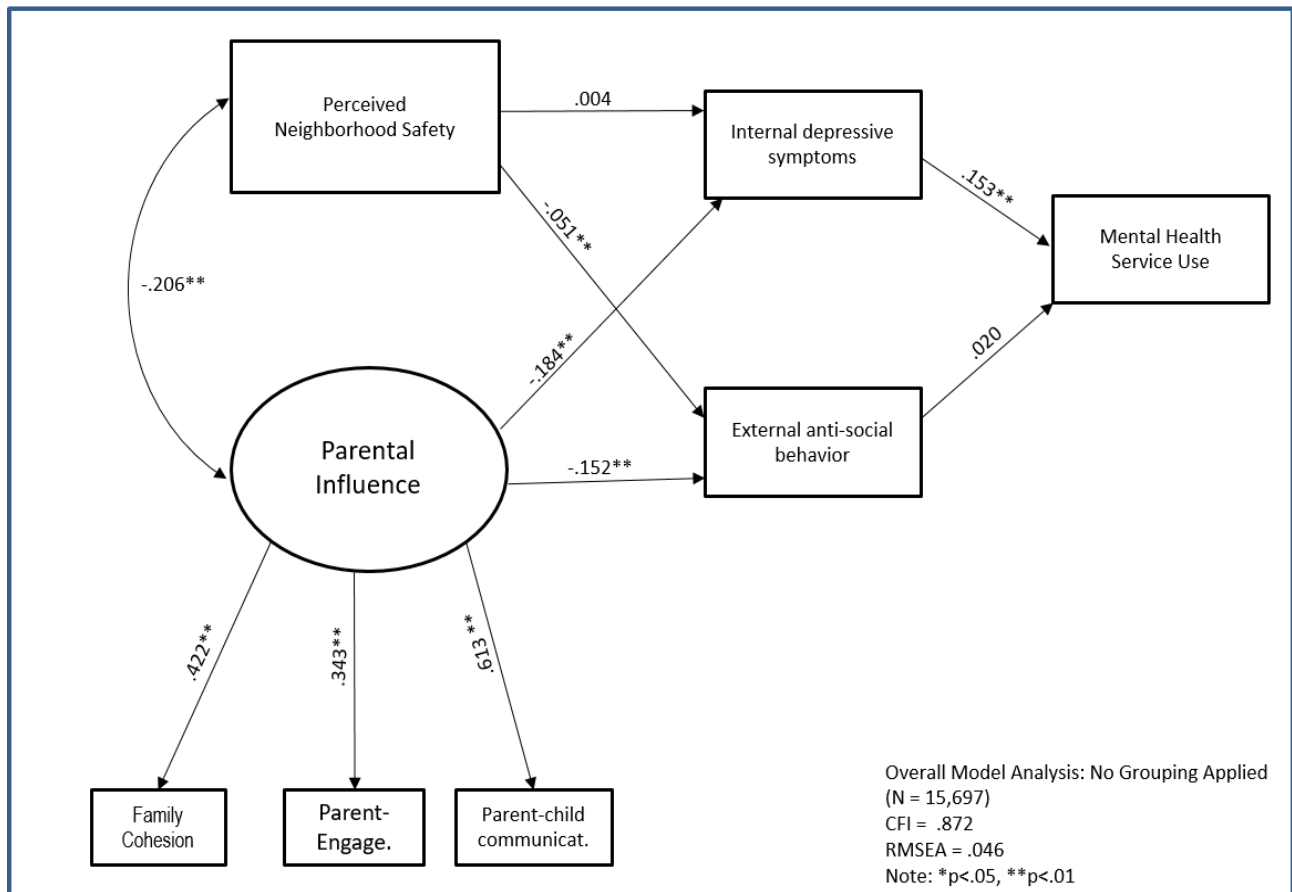 Perceived
Neighborhood Safety
.004
Internal depressive
symptoms
.153**
-.051**
Mental Health
Service Use
-.206**
-.184**
.020
External anti-social
behavior
Parental
Influence
-.152**
.422**
.343**
.613**
Family
Cohesion
Parent-
Engage.
Parent-child
communicat.
Overall Model Analysis: No Grouping Applied
(N = 15,697)
CFI = .872
RMSEA = .046
Note: *p<.05, **p<.01